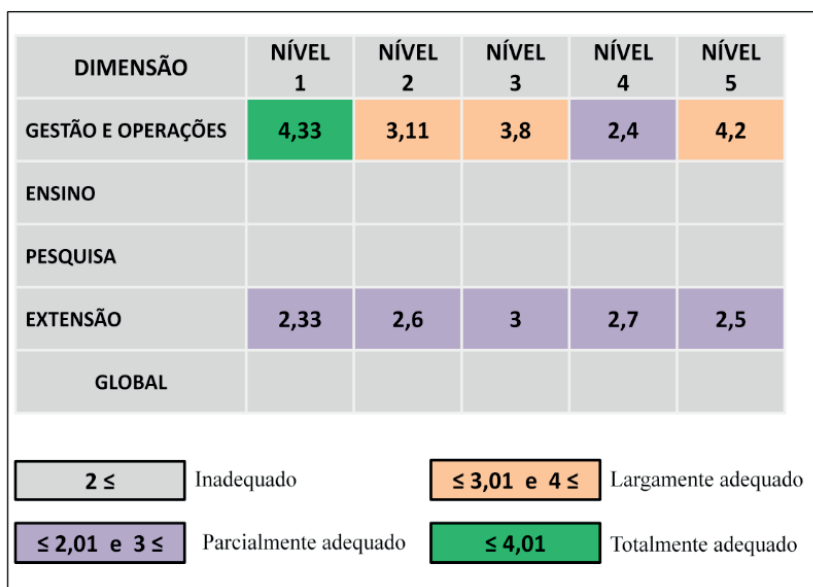 DIMENSÃO NÍVEL 1 NÍVEL 2 NÍVEL 3 NÍVEL 4 NÍVEL 5
GESTÃO E OPERAÇÕES 4,33 3,11 3,8 2,4 4,2
ENSINO
PESQUISA
EXTENSÃO 2,33 2,6 3 2,7 2,5
GLOBAL
2 ≤ Inadequado ≤ 3,01 e 4 ≤ Largamente adequado
≤ 2,01 e 3 ≤ Parcialmente adequado ≤ 4,01 Totalmente adequado